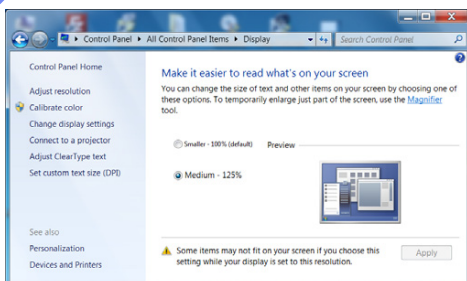 Control Panel ▸ All Control Panel Items ▸ Display
Search Control Panel
Control Panel Home
Adjust resolution
Calibrate color
Change display settings
Connect to a projector
Adjust ClearType text
Set custom text size (DPI)
See also
Personalization
Devices and Printers
Make it easier to read what's on your screen
You can change the size of text and other items on your screen by choosing one of
these options. To temporarily enlarge just part of the screen, use the Magnifier
tool.
Smaller - 100% (default)
Preview
Medium - 125%
Some items may not fit on your screen if you choose this
setting while your display is set to this resolution.
Apply